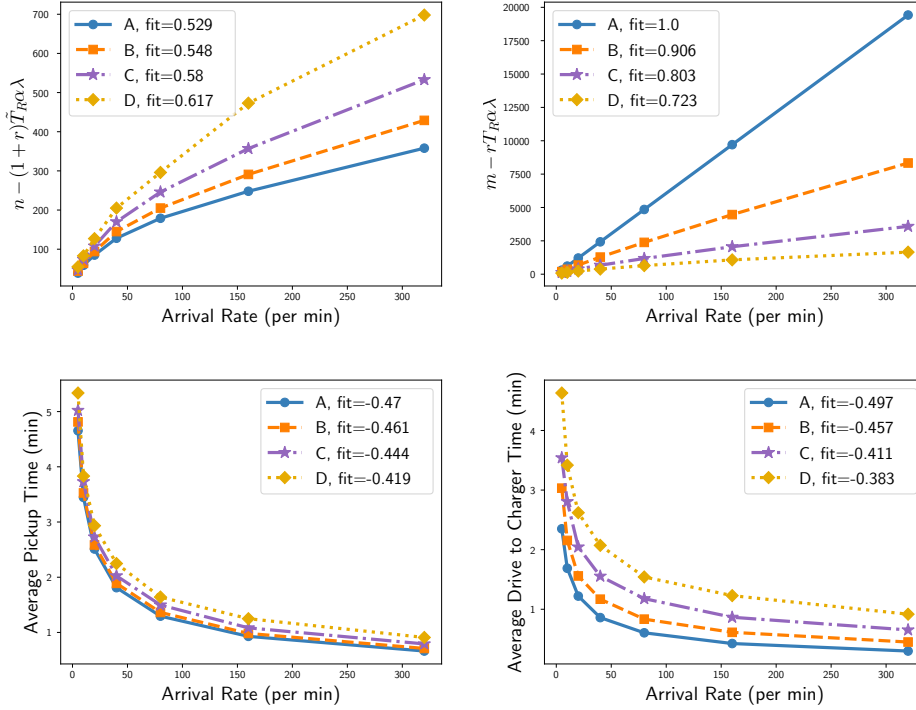 700
600
500
400
300
200
100
0
50
100
150
200
250
300
n − (1 + r)T̃_Rαλ
Arrival Rate (per min)
A, fit=0.529
B, fit=0.548
C, fit=0.58
D, fit=0.617
20000
17500
15000
12500
10000
7500
5000
2500
0
0
50
100
150
200
250
300
m − rT_Rαλ
Arrival Rate (per min)
A, fit=1.0
B, fit=0.906
C, fit=0.803
D, fit=0.723
5
4
3
2
1
0
50
100
150
200
250
300
Average Pickup Time (min)
Arrival Rate (per min)
A, fit=-0.47
B, fit=-0.461
C, fit=-0.444
D, fit=-0.419
4
3
2
1
0
50
100
150
200
250
300
Average Drive to Charger Time (min)
Arrival Rate (per min)
A, fit=-0.497
B, fit=-0.457
C, fit=-0.411
D, fit=-0.383